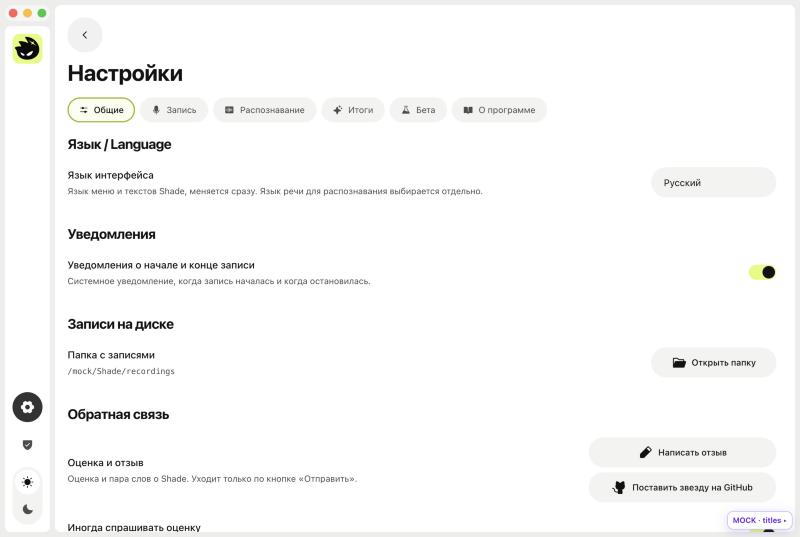 Настройки
Общие
Запись
Распознавание
Итоги
Бета
О программе
Язык / Language
Язык интерфейса
Язык меню и текстов Shade, меняется сразу. Язык речи для распознавания выбирается отдельно.
Русский
Уведомления
Уведомления о начале и конце записи
Системное уведомление, когда запись началась и когда остановилась.
Записи на диске
Папка с записями
/mock/Shade/recordings
Открыть папку
Обратная связь
Написать отзыв
Оценка и отзыв
Оценка и пара слов о Shade. Уходит только по кнопке «Отправить».
Поставить звезду на GitHub
Иногда спрашивать оценку
MOCK · titles